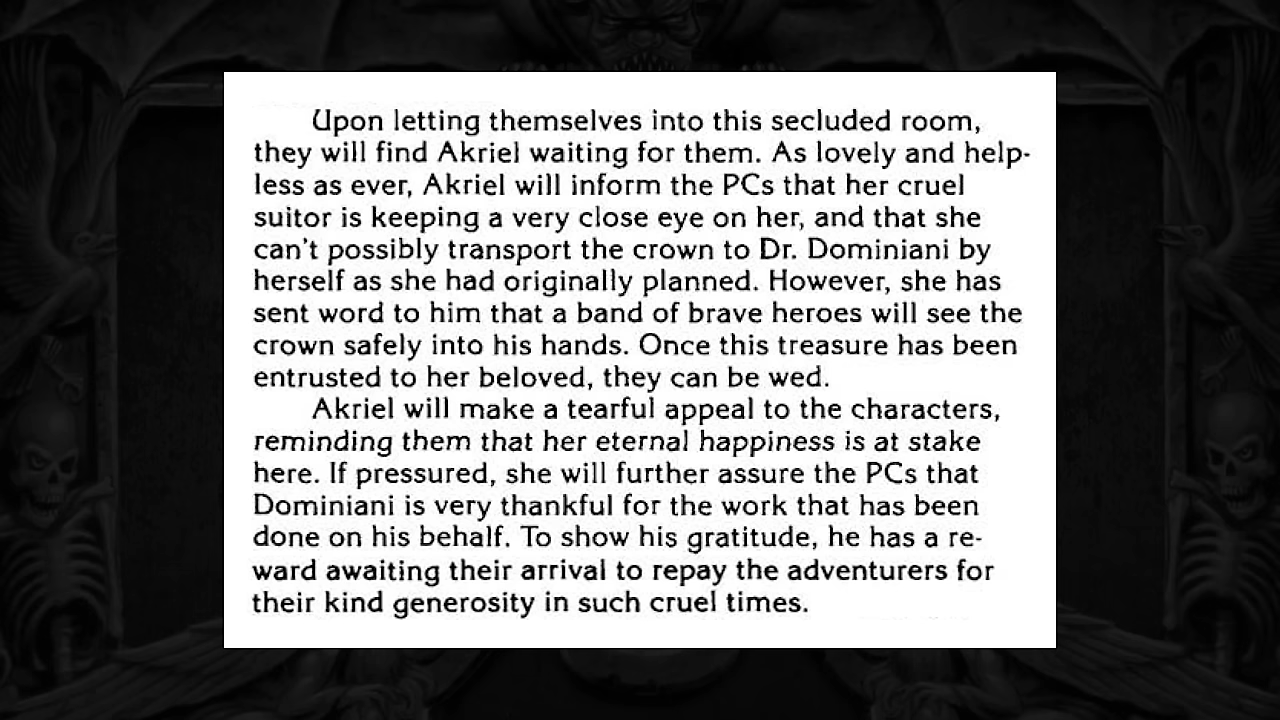 Upon letting themselves into this secluded room,
they will find Akriel waiting for them. As lovely and help-
less as ever, Akriel will inform the PCs that her cruel
suitor is keeping a very close eye on her, and that she
can't possibly transport the crown to Dr. Dominiani by
herself as she had originally planned. However, she has
sent word to him that a band of brave heroes will see the
crown safely into his hands. Once this treasure has been
entrusted to her beloved, they can be wed.
Akriel will make a tearful appeal to the characters,
reminding them that her eternal happiness is at stake
here. If pressured, she will further assure the PCs that
Dominiani is very thankful for the work that has been
done on his behalf. To show his gratitude, he has a re-
ward awaiting their arrival to repay the adventurers for
their kind generosity in such cruel times.